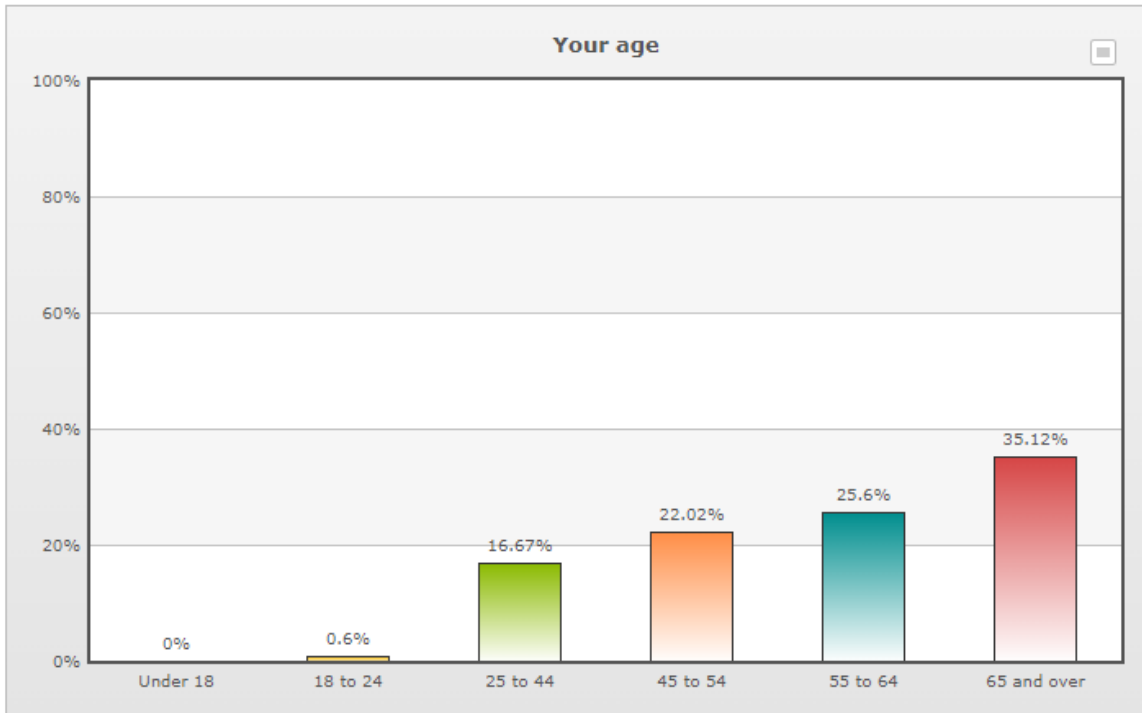 Your age
100%
80%
60%
40%
20%
0%
0%
0.6%
16.67%
22.02%
25.6%
35.12%
Under 18
18 to 24
25 to 44
45 to 54
55 to 64
65 and over